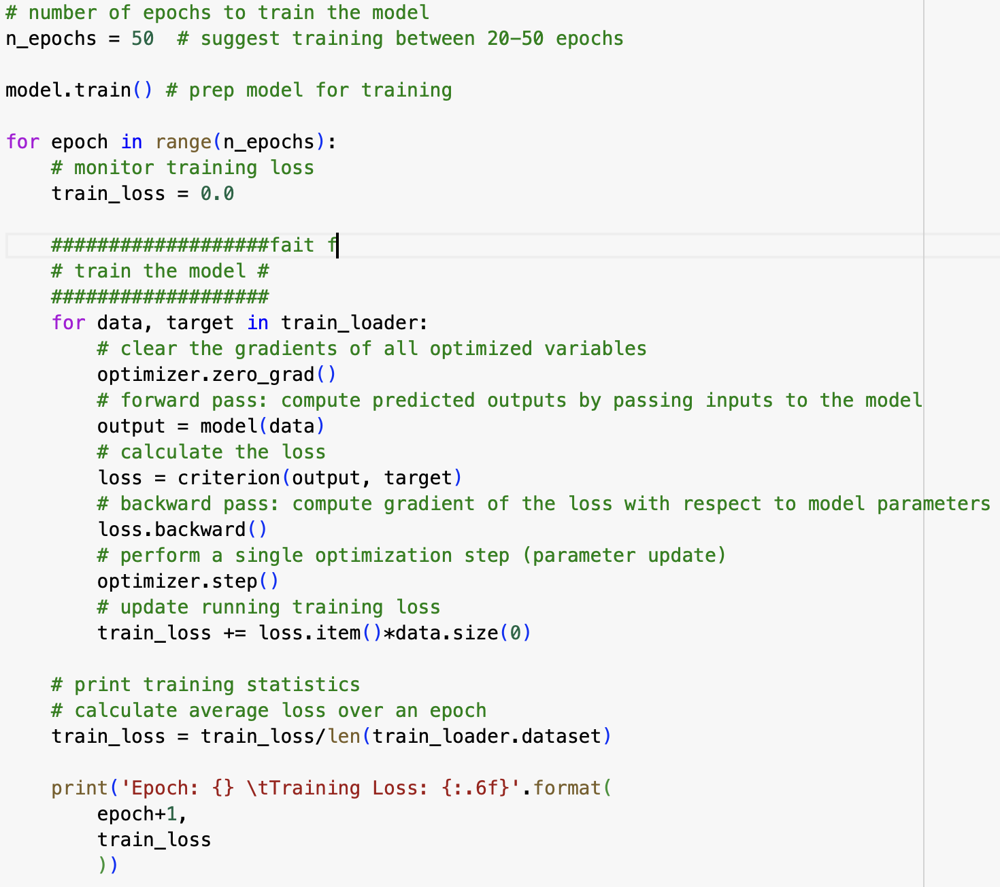 # number of epochs to train the model
n_epochs = 50  # suggest training between 20-50 epochs

model.train() # prep model for training

for epoch in range(n_epochs):
    # monitor training loss
    train_loss = 0.0

    ###################fait f
    # train the model #
    ###################
    for data, target in train_loader:
        # clear the gradients of all optimized variables
        optimizer.zero_grad()
        # forward pass: compute predicted outputs by passing inputs to the model
        output = model(data)
        # calculate the loss
        loss = criterion(output, target)
        # backward pass: compute gradient of the loss with respect to model parameters
        loss.backward()
        # perform a single optimization step (parameter update)
        optimizer.step()
        # update running training loss
        train_loss += loss.item()*data.size(0)

    # print training statistics
    # calculate average loss over an epoch
    train_loss = train_loss/len(train_loader.dataset)

    print('Epoch: {} \tTraining Loss: {:.6f}'.format(
        epoch+1,
        train_loss
        ))